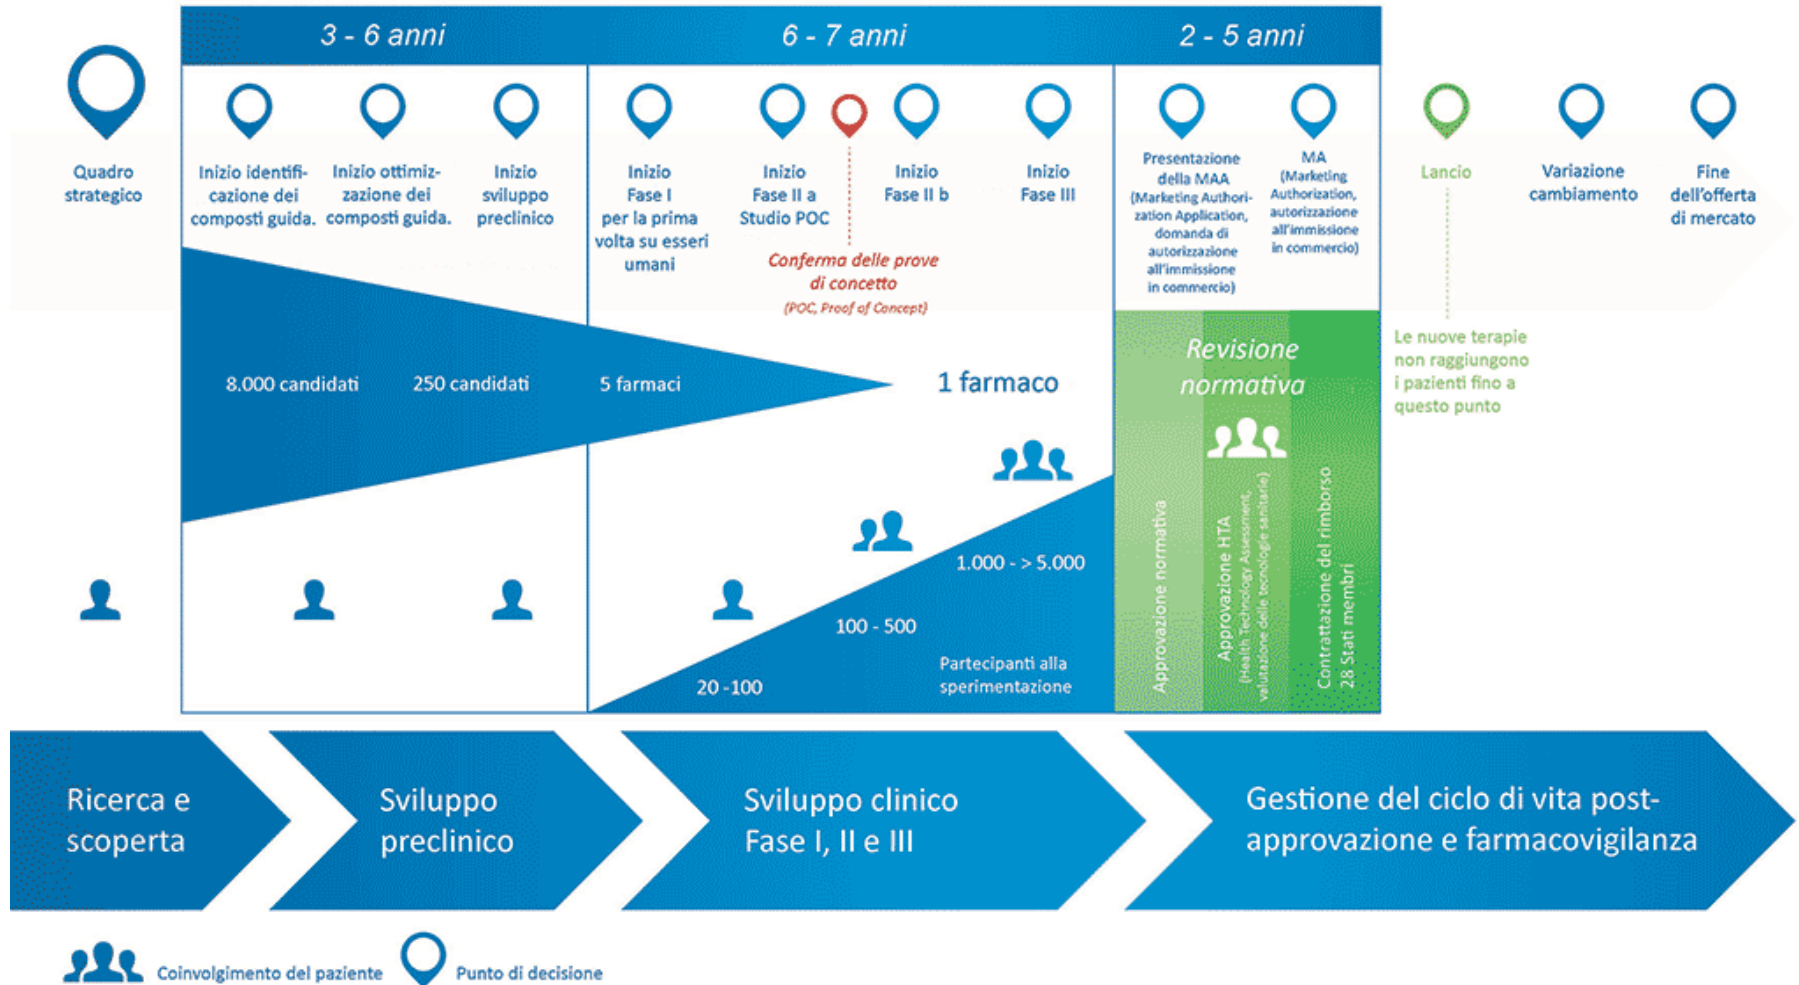 3 - 6 anni
6 - 7 anni
2 - 5 anni
Quadro
strategico
Inizio identifi-
cazione dei
composti guida.
Inizio ottimiz-
zazione dei
composti guida.
Inizio
sviluppo
preclinico
Inizio
Fase I
per la prima
volta su esseri
umani
Inizio
Fase II a
Studio POC
Conferma delle prove
di concetto
(POC, Proof of Concept)
Inizio
Fase II b
Inizio
Fase III
Presentazione
della MAA
(Marketing Authori-
zation Application,
domanda di
autorizzazione
all'immissione
in commercio)
MA
(Marketing
Authorization,
autorizzazione
all'immissione
in commercio)
Lancio
Variazione
cambiamento
Fine
dell'offerta
di mercato
Le nuove terapie
non raggiungono
i pazienti fino a
questo punto
8.000 candidati
250 candidati
5 farmaci
1 farmaco
Revisione
normativa
20 -100
100 - 500
1.000 - > 5.000
Partecipanti alla
sperimentazione
Approvazione normativa
Approvazione HTA
(Health Technology Assessment,
valutazione delle tecnologie sanitarie)
Contrattazione del rimborso
28 Stati membri
Ricerca e
scoperta
Sviluppo
preclinico
Sviluppo clinico
Fase I, II e III
Gestione del ciclo di vita post-
approvazione e farmacovigilanza
Coinvolgimento del paziente
Punto di decisione